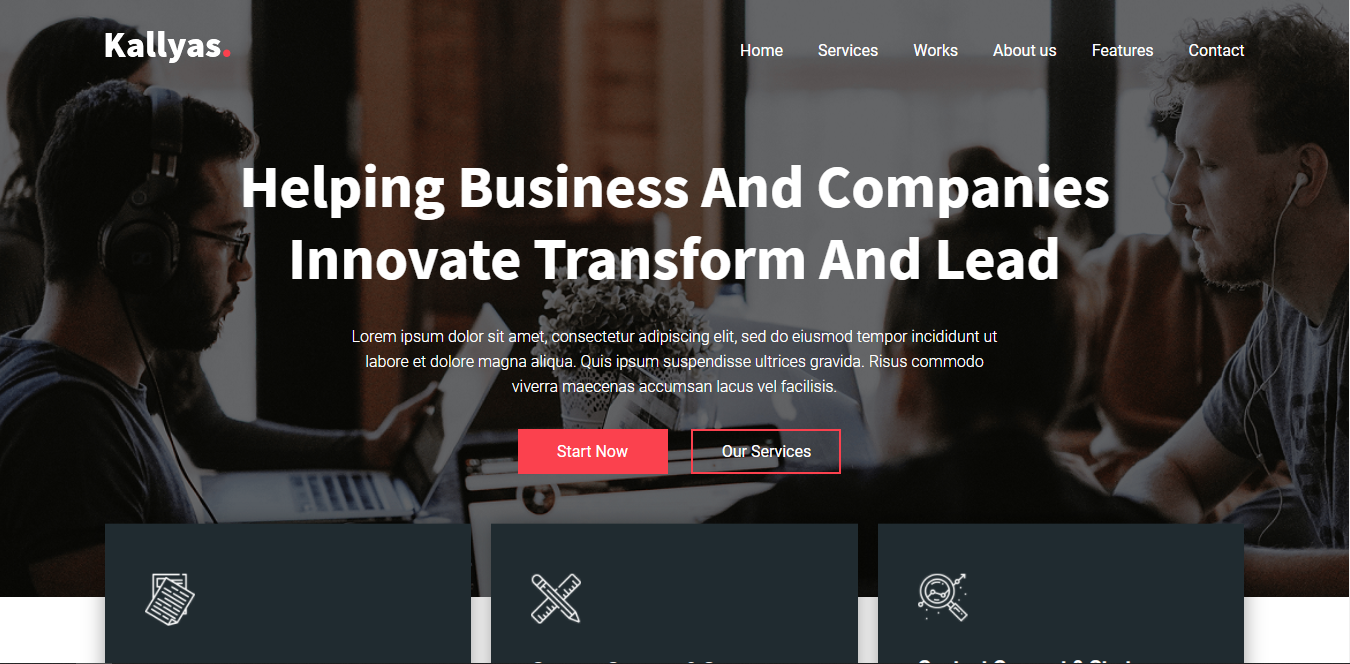 Kallyas.
Home Services Works About us Features Contact
Helping Business And Companies
Innovate Transform And Lead
Lorem ipsum dolor sit amet, consectetur adipiscing elit, sed do eiusmod tempor incididunt ut
labore et dolore magna aliqua. Quis ipsum suspendisse ultrices gravida. Risus commodo
viverra maecenas accumsan lacus vel facilisis.
Start Now Our Services